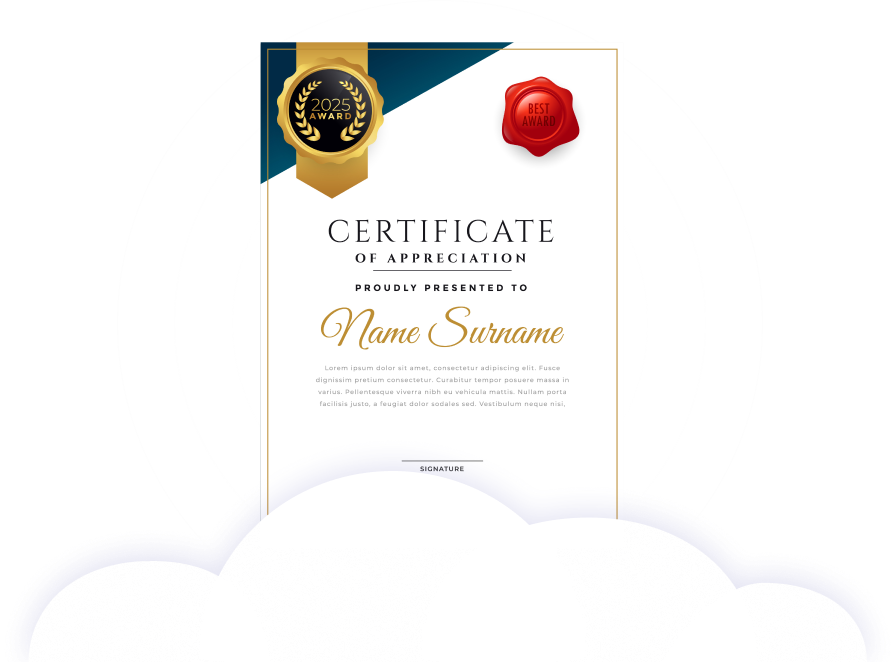 2025
AWARD
BEST
AWARD
CERTIFICATE
OF APPRECIATION
PROUDLY PRESENTED TO
Name Surname
Lorem ipsum dolor sit amet, consectetur adipiscing elit. Fusce
dignissim pretium consectetur. Curabitur tempor posuere massa in
varius. Pellentesque viverra nibh eu vehicula mattis. Nullam porta
facilisis justo, a feugiat dolor sodales sed. Vestibulum neque nisi.
SIGNATURE